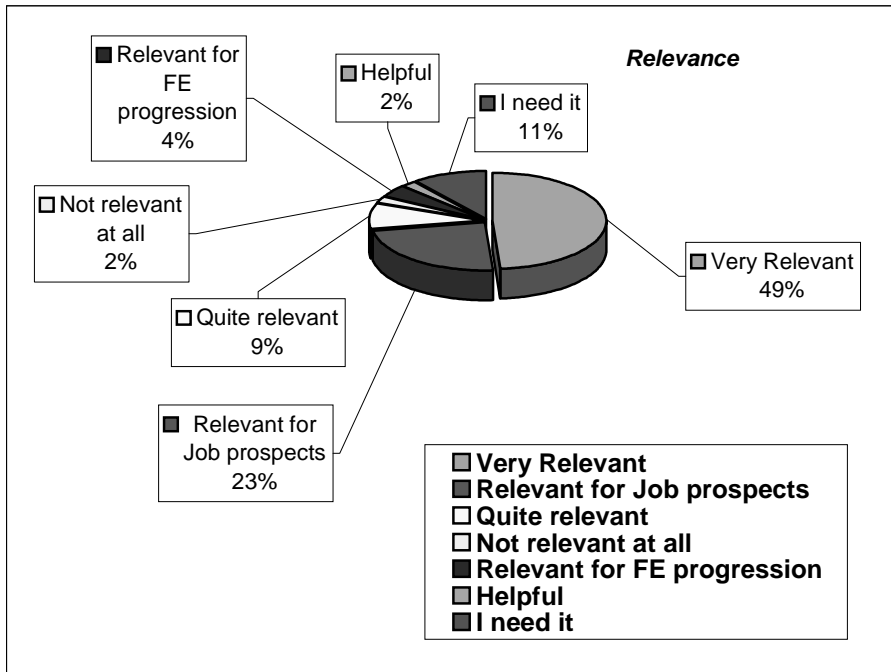 Relevance
Relevant for
FE
progression
4%
Helpful
2%
I need it
11%
Not relevant
at all
2%
Very Relevant
49%
Quite relevant
9%
Relevant for
Job prospects
23%
Very Relevant
Relevant for Job prospects
Quite relevant
Not relevant at all
Relevant for FE progression
Helpful
I need it